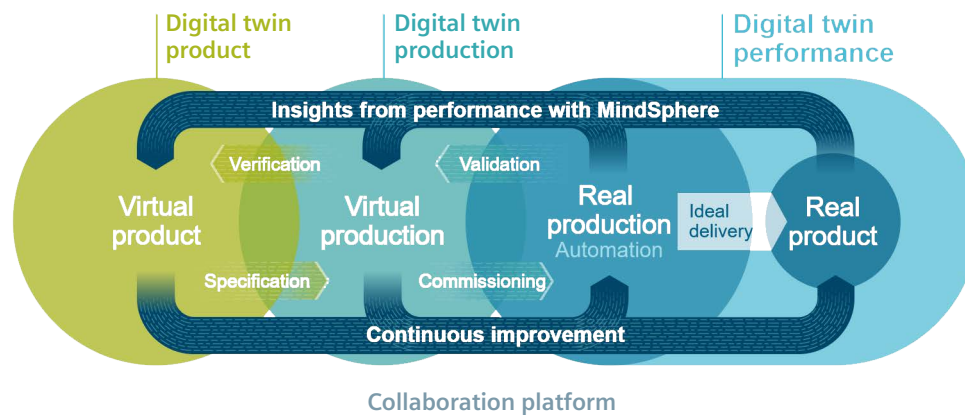 Digital twin
product
Digital twin
production
Digital twin
performance
Insights from performance with MindSphere
Verification
Validation
Virtual
product
Virtual
production
Real
production
Automation
Ideal
delivery
Real
product
Specification
Commissioning
Continuous improvement
Collaboration platform